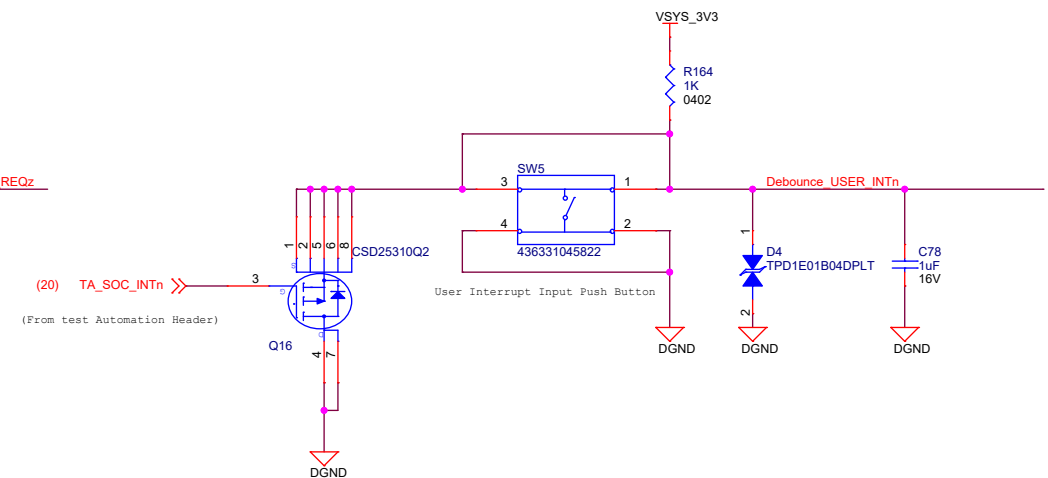 VSYS_3V3
R164
1K
0402
REQz
SW5
3
1
Debounce_USER_INTn
4
2
436331045822
1
2
5
6
8
CSD25310Q2
S
(20) TA_SOC_INTn
3
G
(From test Automation Header)
D
Q16
4
7
DGND
User Interrupt Input Push Button
DGND
1
D4
TPD1E01B04DPLT
2
DGND
C78
1uF
16V
DGND